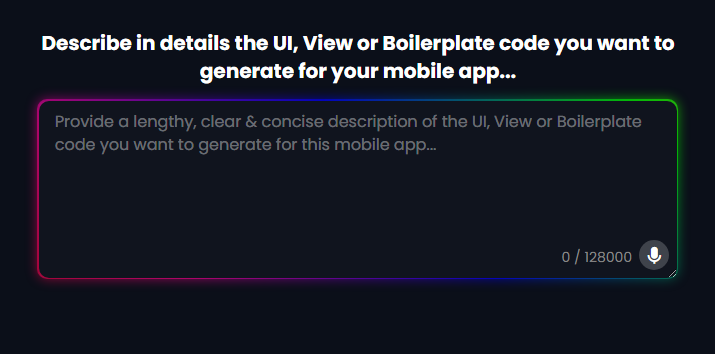 Describe in details the UI, View or Boilerplate code you want to
generate for your mobile app...
Provide a lengthy, clear & concise description of the UI, View or Boilerplate
code you want to generate for this mobile app...
0 / 128000